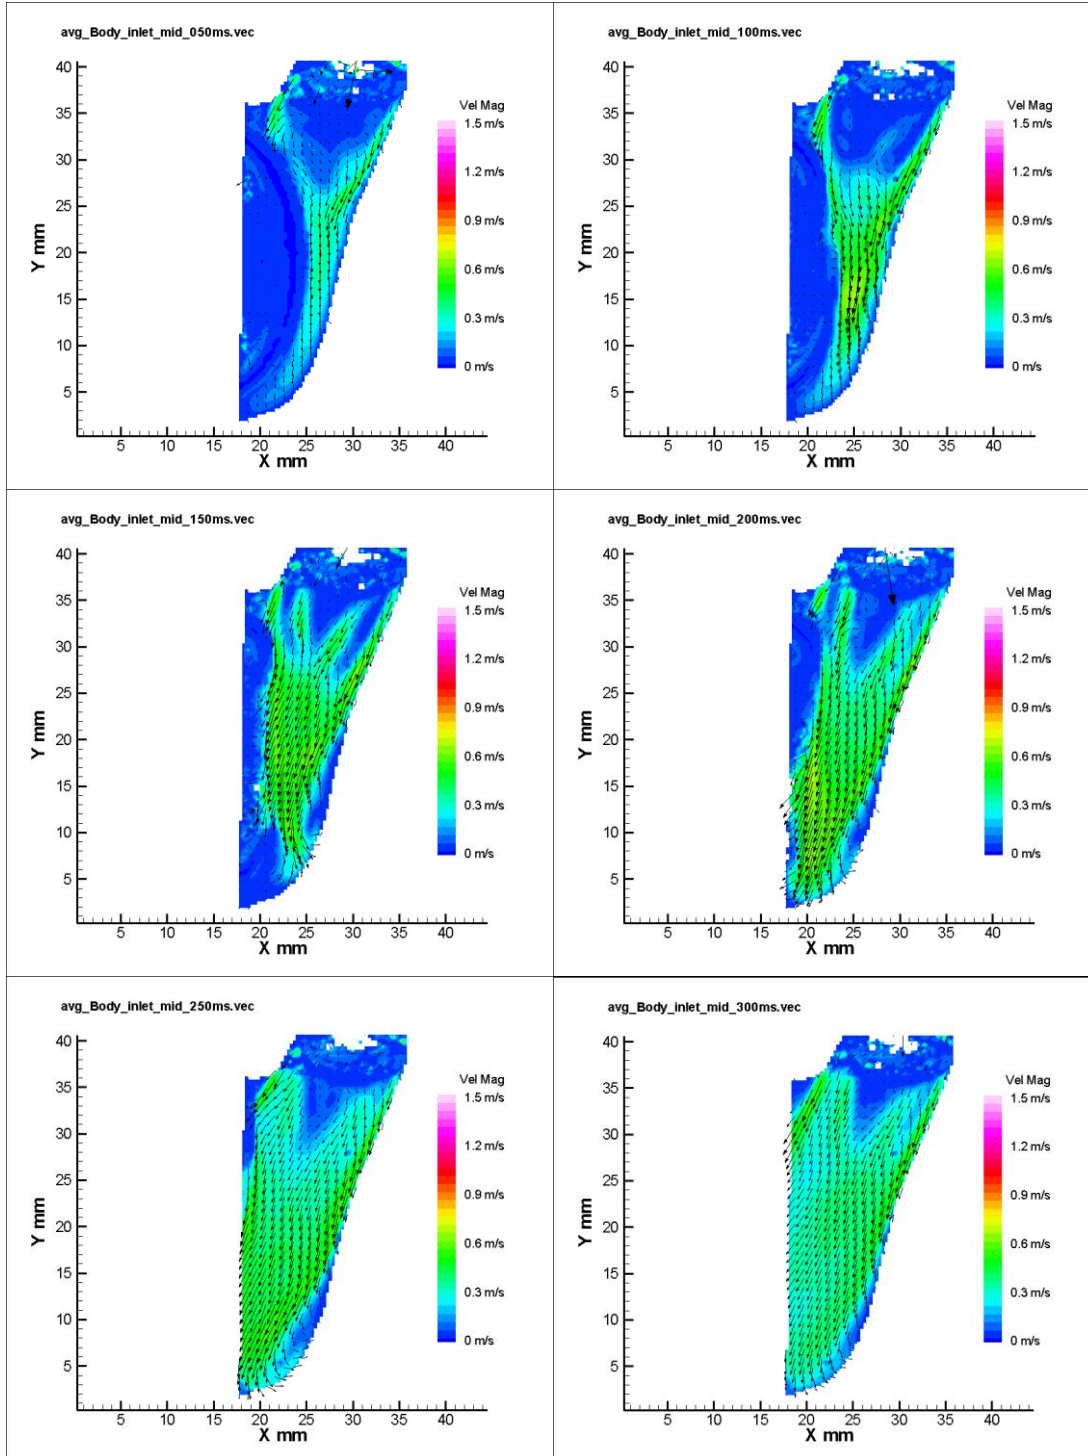 avg_Body_inlet_mid_050ms.vec
Y mm
40
35
30
25
20
15
10
5
5 10 15 20 25 30 35 40
X mm
Vel Mag
1.5 m/s
1.2 m/s
0.9 m/s
0.6 m/s
0.3 m/s
0 m/s
avg_Body_inlet_mid_100ms.vec
Y mm
40
35
30
25
20
15
10
5
5 10 15 20 25 30 35 40
X mm
Vel Mag
1.5 m/s
1.2 m/s
0.9 m/s
0.6 m/s
0.3 m/s
0 m/s
avg_Body_inlet_mid_150ms.vec
Y mm
40
35
30
25
20
15
10
5
5 10 15 20 25 30 35 40
X mm
Vel Mag
1.5 m/s
1.2 m/s
0.9 m/s
0.6 m/s
0.3 m/s
0 m/s
avg_Body_inlet_mid_200ms.vec
Y mm
40
35
30
25
20
15
10
5
5 10 15 20 25 30 35 40
X mm
Vel Mag
1.5 m/s
1.2 m/s
0.9 m/s
0.6 m/s
0.3 m/s
0 m/s
avg_Body_inlet_mid_250ms.vec
Y mm
40
35
30
25
20
15
10
5
5 10 15 20 25 30 35 40
X mm
Vel Mag
1.5 m/s
1.2 m/s
0.9 m/s
0.6 m/s
0.3 m/s
0 m/s
avg_Body_inlet_mid_300ms.vec
Y mm
40
35
30
25
20
15
10
5
5 10 15 20 25 30 35 40
X mm
Vel Mag
1.5 m/s
1.2 m/s
0.9 m/s
0.6 m/s
0.3 m/s
0 m/s